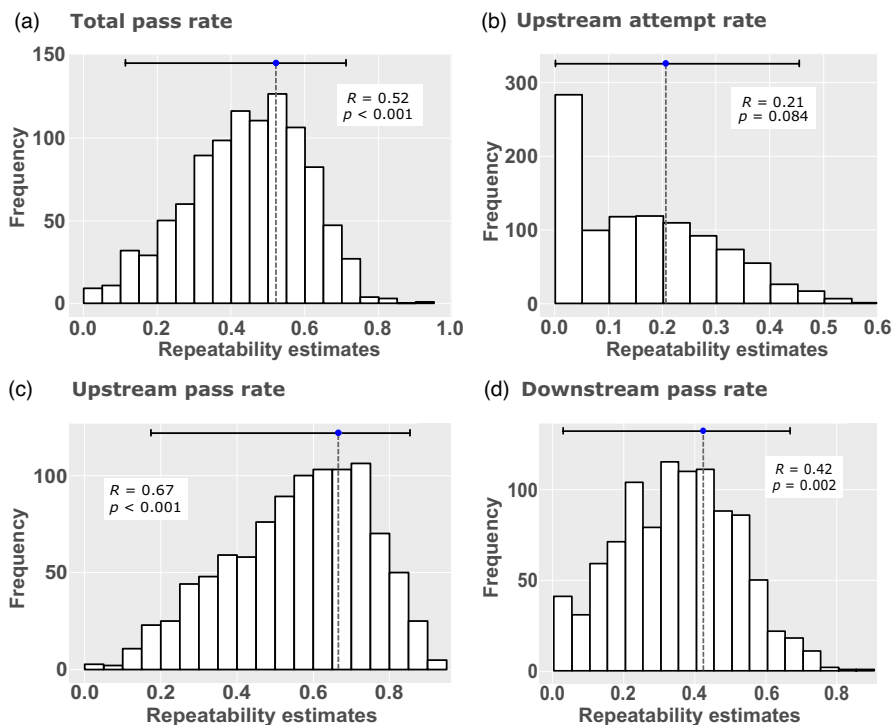 (a) Total pass rate
150
100
50
0
Frequency
R = 0.52
p < 0.001
0.0 0.2 0.4 0.6 0.8 1.0
Repeatability estimates
(b) Upstream attempt rate
300
200
100
0
Frequency
R = 0.21
p = 0.084
0.0 0.1 0.2 0.3 0.4 0.5 0.6
Repeatability estimates
(c) Upstream pass rate
100
50
0
Frequency
R = 0.67
p < 0.001
0.0 0.2 0.4 0.6 0.8
Repeatability estimates
(d) Downstream pass rate
100
50
0
Frequency
R = 0.42
p = 0.002
0.0 0.2 0.4 0.6 0.8
Repeatability estimates